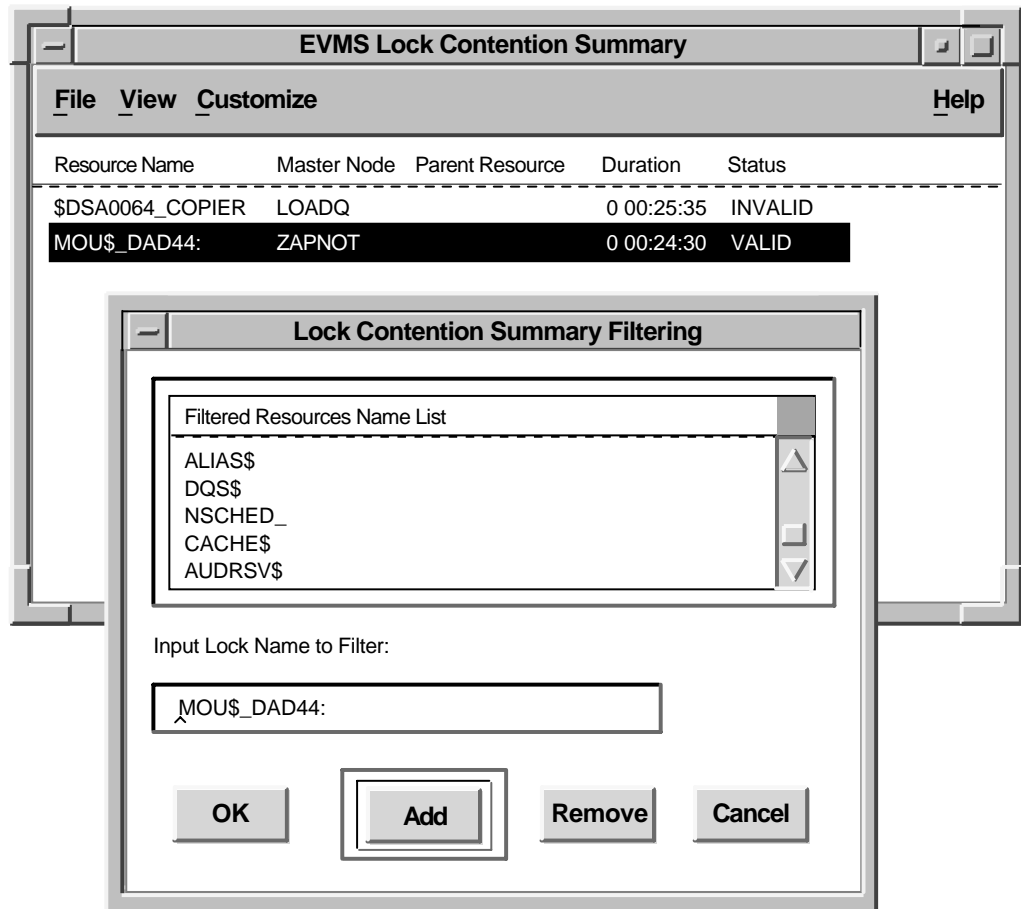 EVMS Lock Contention Summary
File View Customize Help
Resource Name Master Node Parent Resource Duration Status
$DSA0064_COPIER LOADQ 0 00:25:35 INVALID
MOU$_DAD44: ZAPNOT 0 00:24:30 VALID
Lock Contention Summary Filtering
Filtered Resources Name List
ALIAS$
DQS$
NSCHED_
CACHE$
AUDRSV$
Input Lock Name to Filter:
MOU$_DAD44:
OK Add Remove Cancel